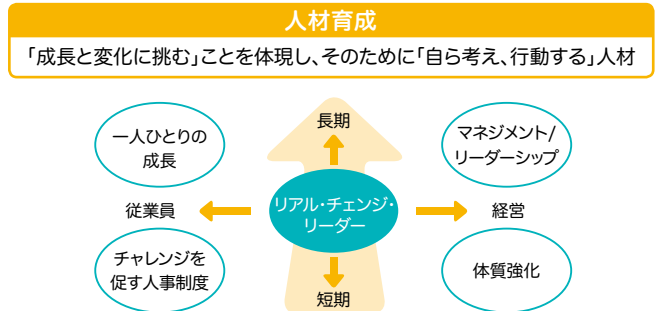 人材育成
「成長と変化に挑む」ことを体現し、そのために「自ら考え、行動する」人材
長期
一人ひとりの
成長
マネジメント/
リーダーシップ
従業員
リアル・チェンジ・
リーダー
経営
チャレンジを
促す人事制度
体質強化
短期